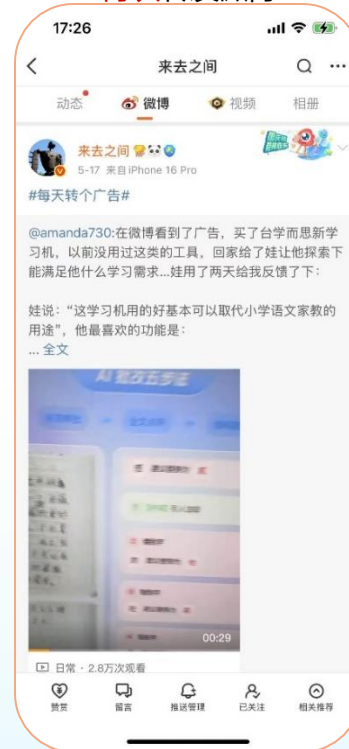 17:26
来去之间
动态
微博
视频
相册
来去之间
5-17 来自 iPhone 16 Pro
#每天转个广告#
@amanda730:在微博看到了广告，买了台学而思新学
习机，以前没用过这类的工具，回家给了娃让他探索下
能满足他什么学习需求...娃用了两天给我反馈了下：
娃说：“这学习机用的好基本可以取代小学语文家教的
用途”，他最喜欢的功能是：
... 全文
AI 批改五步法
00:29
日常 · 2.8万次观看
赞赏
留言
推送管理
已关注
相关推荐